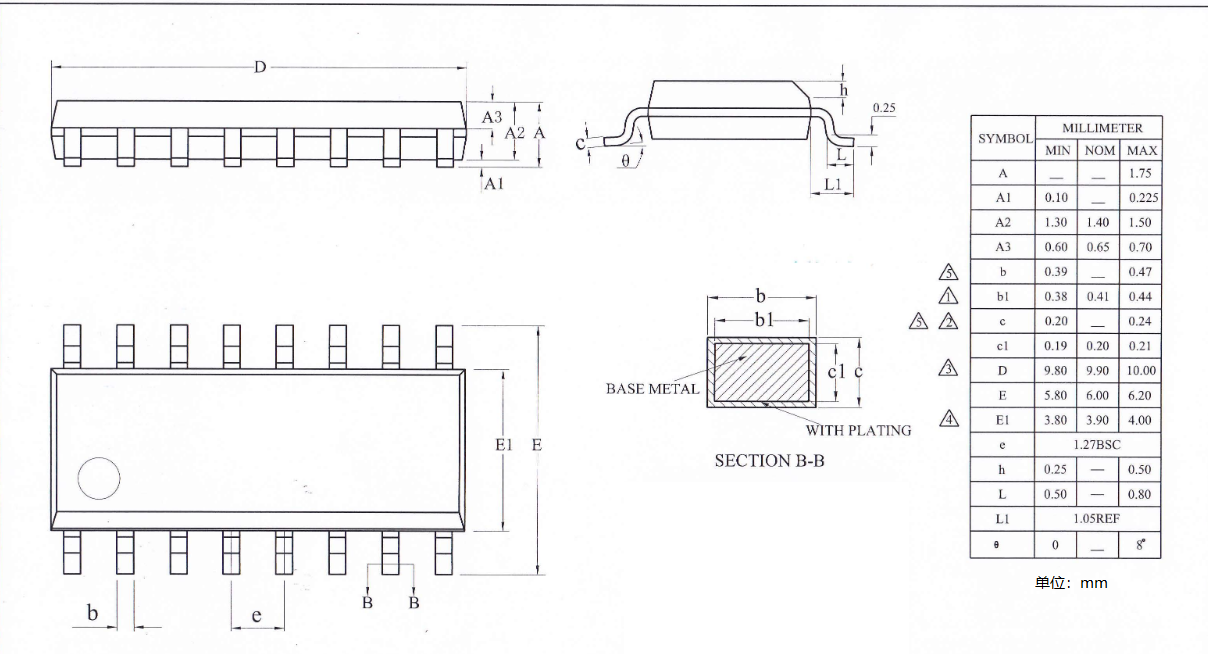 D
A3
A2
A
A1
h
0.25
c
θ
L
L1
E1
E
b
e
B
B
b
b1
c1
c
BASE METAL
WITH PLATING
SECTION B-B
SYMBOL MILLIMETER
MIN NOM MAX
A — — 1.75
A1 0.10 — 0.225
A2 1.30 1.40 1.50
A3 0.60 0.65 0.70
5 b 0.39 — 0.47
1 b1 0.38 0.41 0.44
5 2 c 0.20 — 0.24
c1 0.19 0.20 0.21
3 D 9.80 9.90 10.00
E 5.80 6.00 6.20
4 E1 3.80 3.90 4.00
e 1.27BSC
h 0.25 — 0.50
L 0.50 — 0.80
L1 1.05REF
θ 0 — 8°
单位：mm